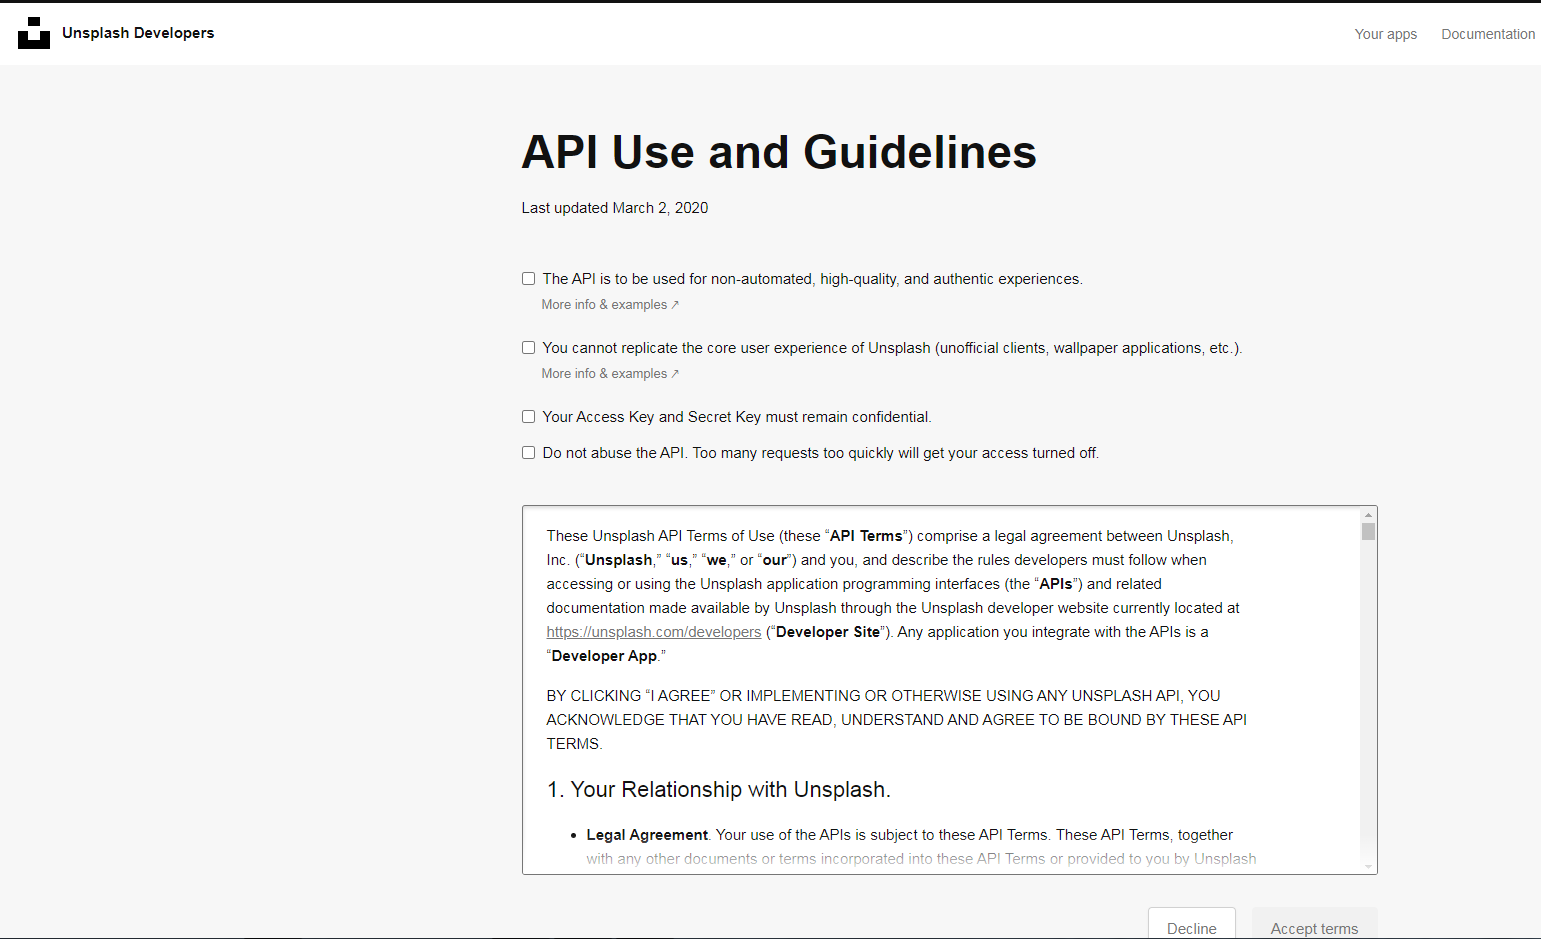 Unsplash Developers
Your apps
Documentation
API Use and Guidelines
Last updated March 2, 2020
The API is to be used for non-automated, high-quality, and authentic experiences.
More info & examples ↗
You cannot replicate the core user experience of Unsplash (unofficial clients, wallpaper applications, etc.).
More info & examples ↗
Your Access Key and Secret Key must remain confidential.
Do not abuse the API. Too many requests too quickly will get your access turned off.
These Unsplash API Terms of Use (these “API Terms”) comprise a legal agreement between Unsplash,
Inc. (“Unsplash,” “us,” “we,” or “our”) and you, and describe the rules developers must follow when
accessing or using the Unsplash application programming interfaces (the “APIs”) and related
documentation made available by Unsplash through the Unsplash developer website currently located at
https://unsplash.com/developers (“Developer Site”). Any application you integrate with the APIs is a
“Developer App.”
BY CLICKING “I AGREE” OR IMPLEMENTING OR OTHERWISE USING ANY UNSPLASH API, YOU
ACKNOWLEDGE THAT YOU HAVE READ, UNDERSTAND AND AGREE TO BE BOUND BY THESE API
TERMS.
1. Your Relationship with Unsplash.
• Legal Agreement. Your use of the APIs is subject to these API Terms. These API Terms, together
with any other documents or terms incorporated into these API Terms or provided to you by Unsplash
Decline
Accept terms